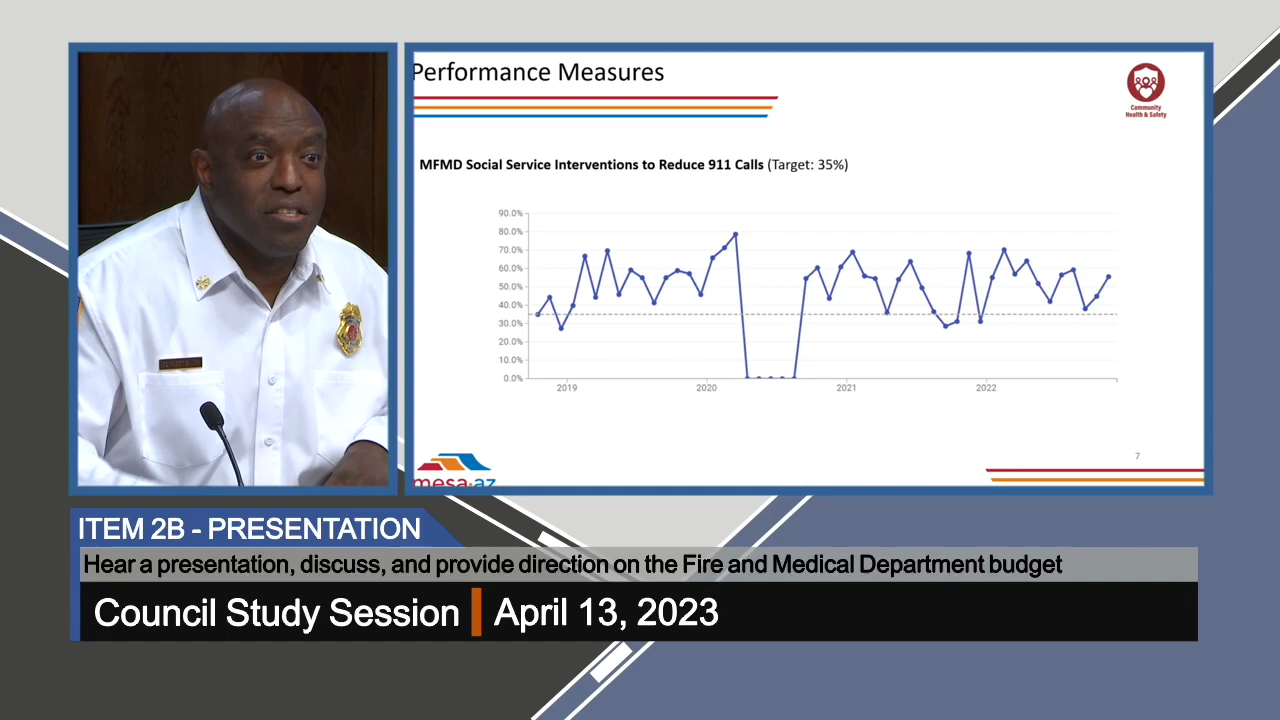 Performance Measures
Community
Health & Safety
MFMD Social Service Interventions to Reduce 911 Calls (Target: 35%)
90.0%
80.0%
70.0%
60.0%
50.0%
40.0%
30.0%
20.0%
10.0%
0.0%
2019
2020
2021
2022
7
mesa·az
ITEM 2B - PRESENTATION
Hear a presentation, discuss, and provide direction on the Fire and Medical Department budget
Council Study Session
April 13, 2023